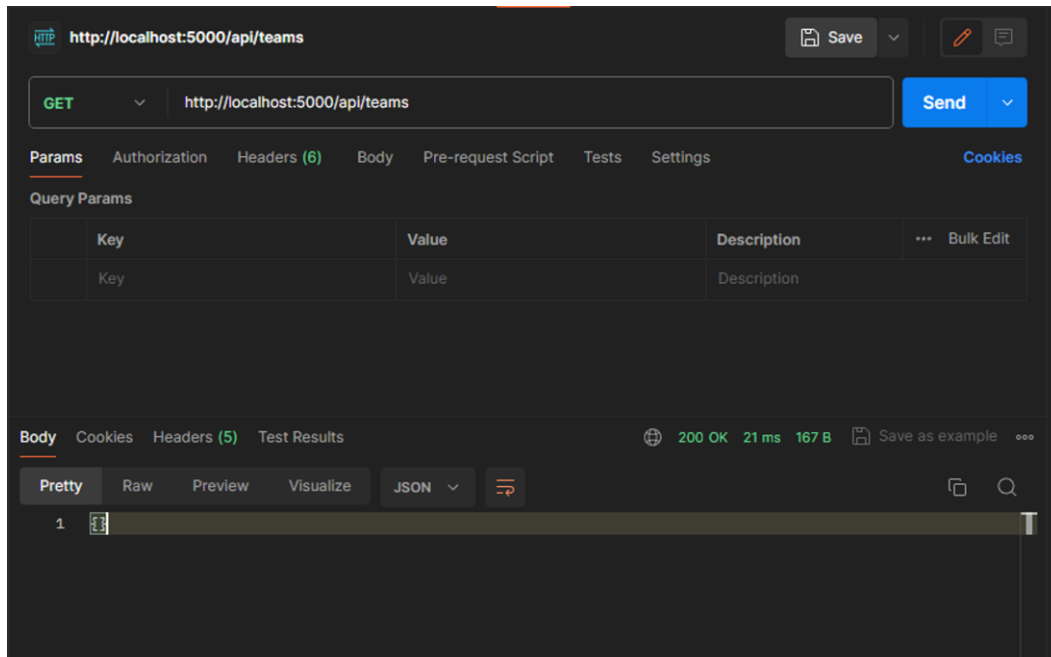 HTTP http://localhost:5000/api/teams Save
GET http://localhost:5000/api/teams Send
Params Authorization Headers (6) Body Pre-request Script Tests Settings Cookies
Query Params
Key Value Description ••• Bulk Edit
Key Value Description
Body Cookies Headers (5) Test Results 200 OK 21 ms 167 B Save as example
Pretty Raw Preview Visualize JSON
1 {}